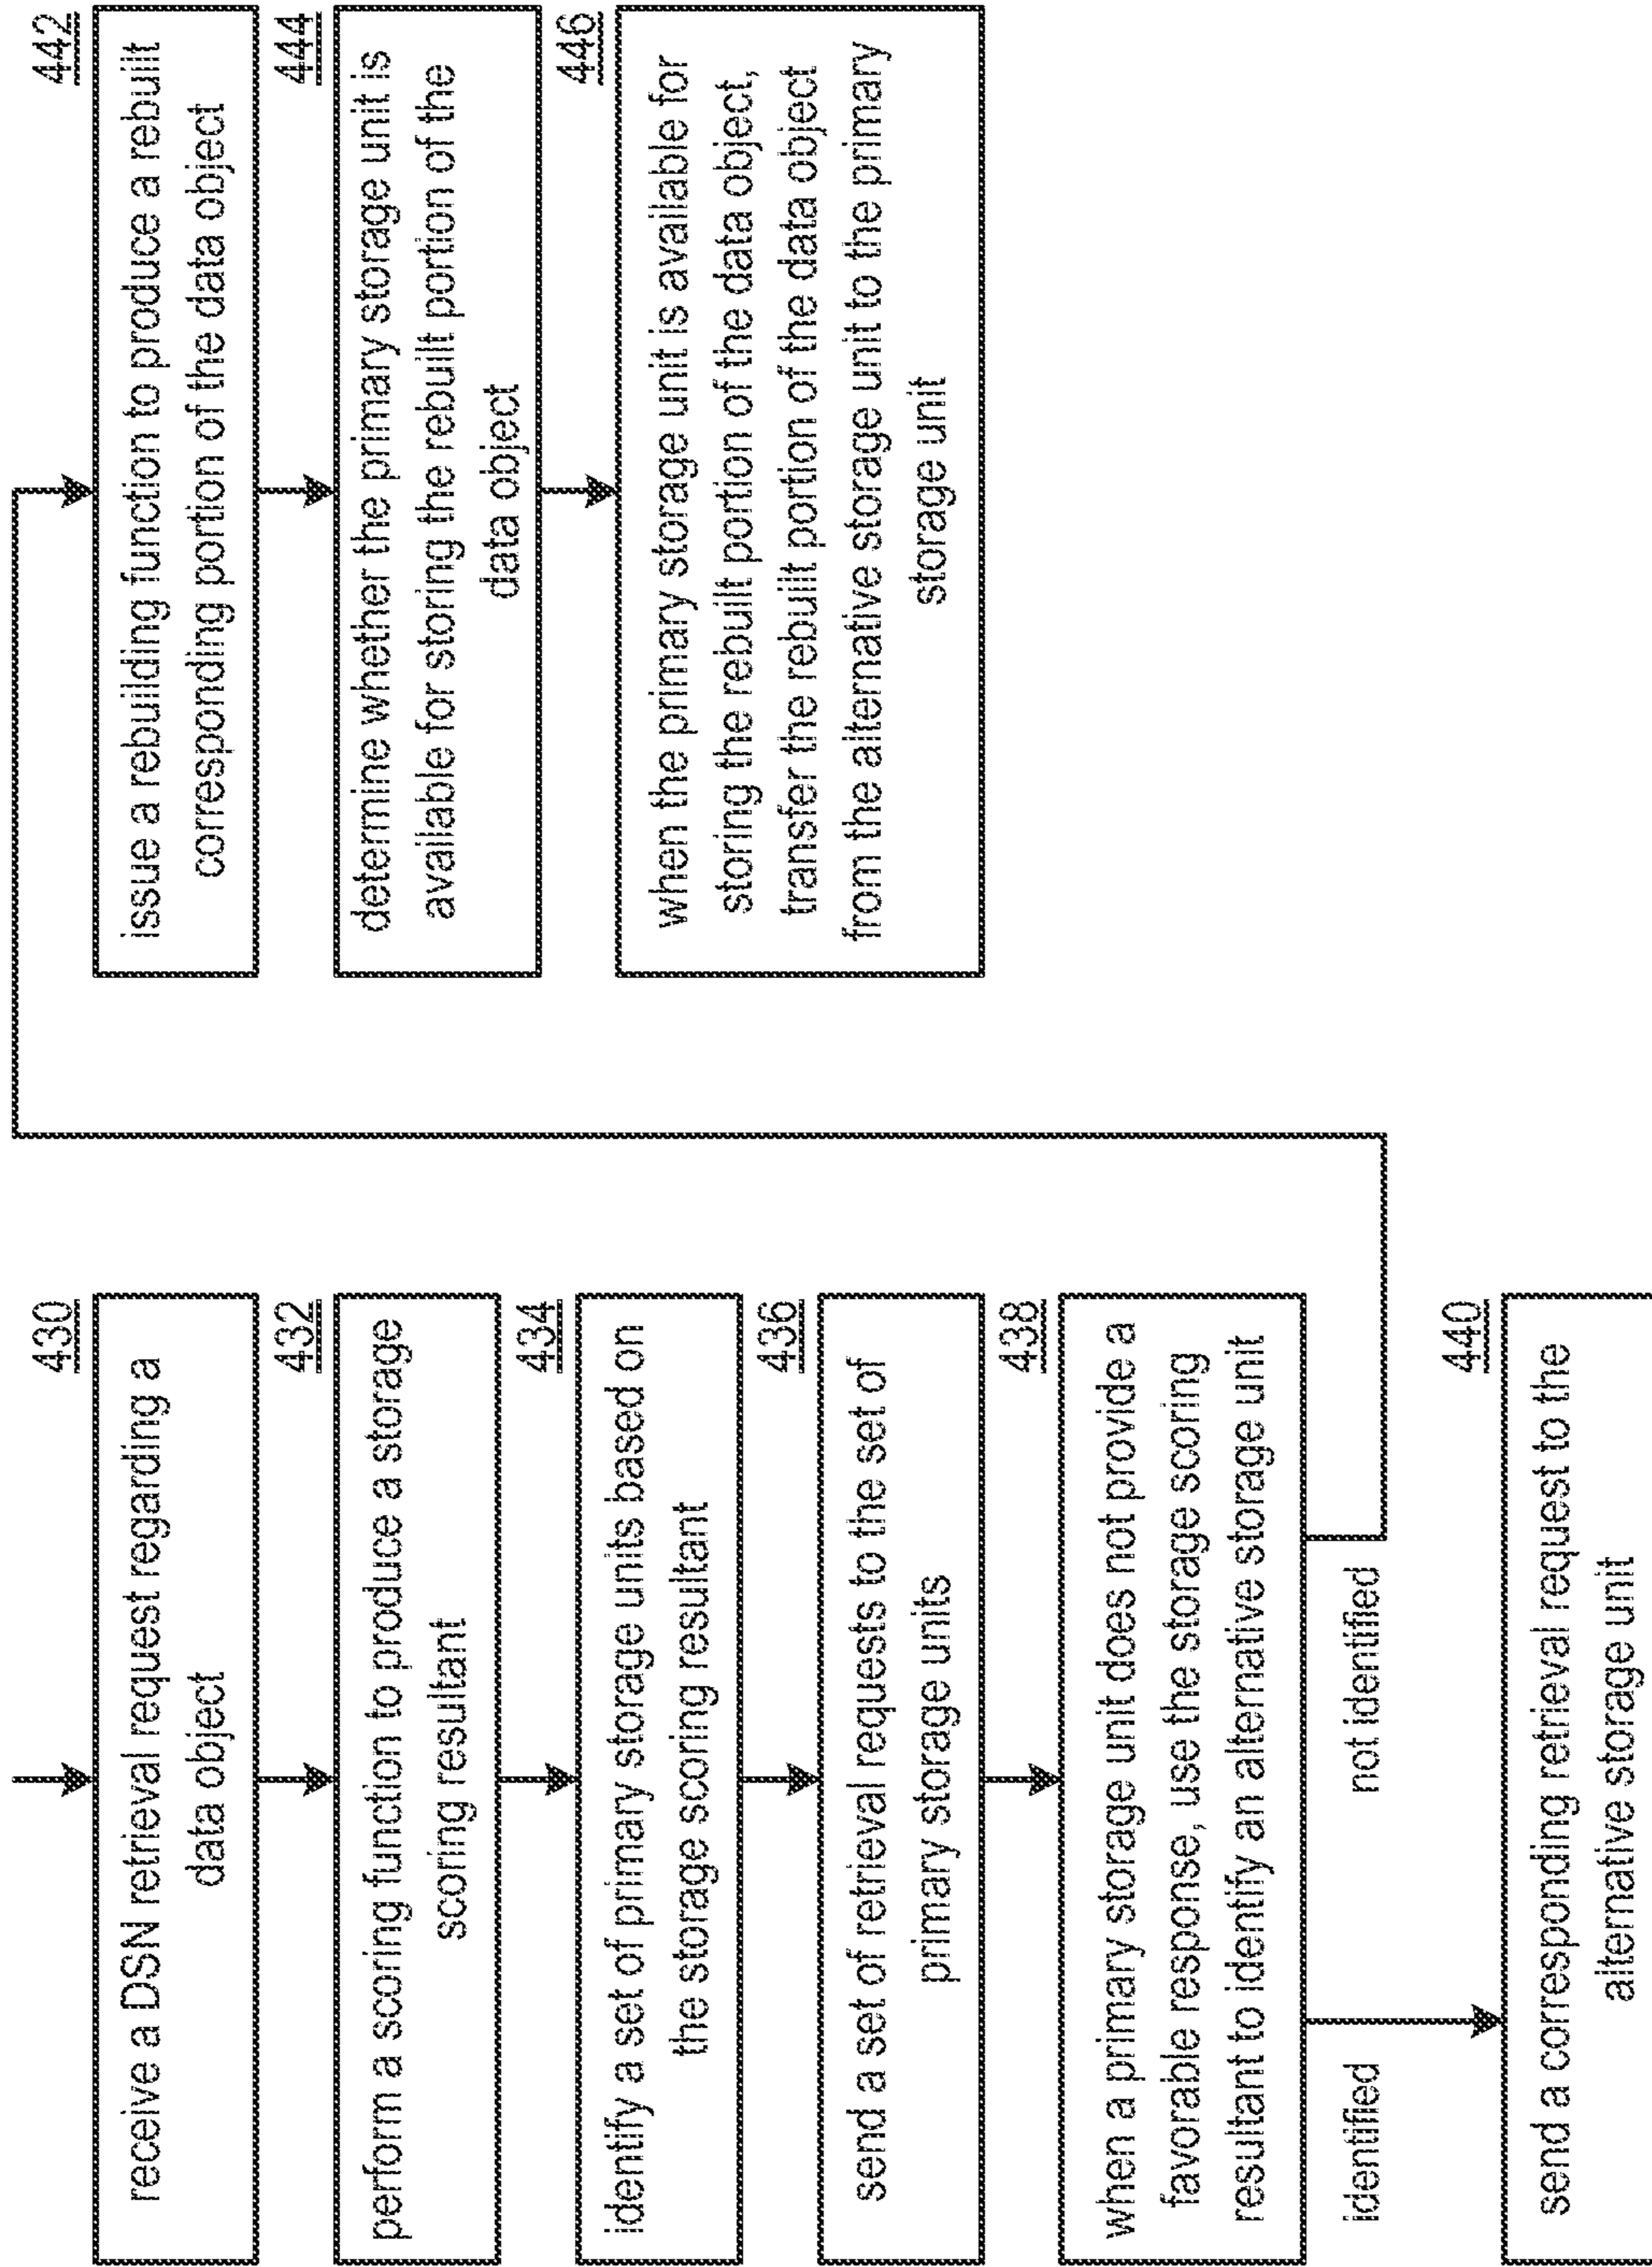 430
receive a DSN retrieval request regarding a
data object
432
perform a scoring function to produce a storage
scoring resultant
434
identify a set of primary storage units based on
the storage scoring resultant
436
send a set of retrieval requests to the set of
primary storage units
438
when a primary storage unit does not provide a
favorable response, use the storage scoring
resultant to identify an alternative storage unit
identified
not identified
440
send a corresponding retrieval request to the
alternative storage unit
442
issue a rebuilding function to produce a rebuilt
corresponding portion of the data object
444
determine whether the primary storage unit is
available for storing the rebuilt portion of the
data object
446
when the primary storage unit is available for
storing the rebuilt portion of the data object,
transfer the rebuilt portion of the data object
from the alternative storage unit to the primary
storage unit